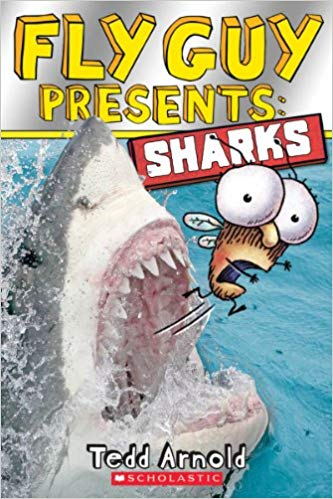 FLY GUY
PRESENTS:
SHARKS
Tedd Arnold
SCHOLASTIC